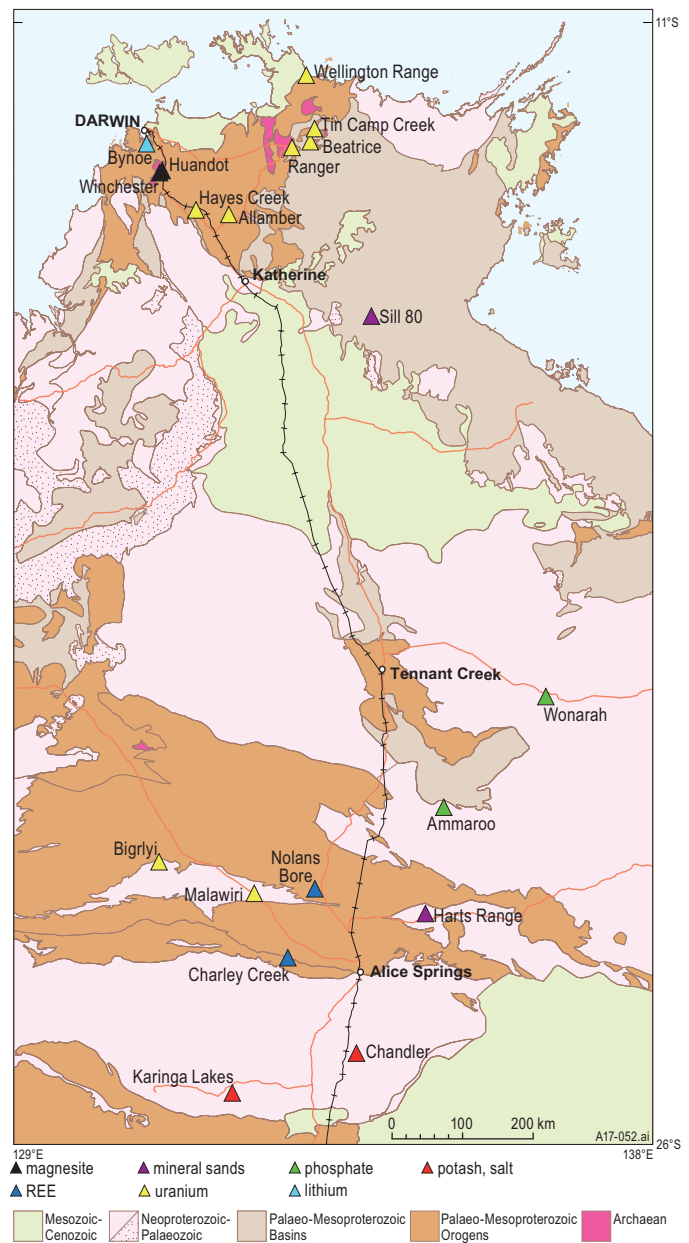 11°S
Wellington Range
DARWIN
Tin Camp Creek
Beatrice
Bynoe
Huandot
Ranger
Winchester
Hayes Creek
Allamber
Katherine
Sill 80
Tennant Creek
Wonarah
Ammaroo
Bigrlyi
Nolans
Bore
Malawiri
Harts Range
Charley Creek
Alice Springs
Chandler
Karinga Lakes
0 100 200 km
A17-052.ai
129°E
138°E
26°S
magnesite
mineral sands
phosphate
potash, salt
REE
uranium
lithium
Mesozoic-
Cenozoic
Neoproterozoic-
Palaeozoic
Palaeo-Mesoproterozoic
Basins
Palaeo-Mesoproterozoic
Orogens
Archaean